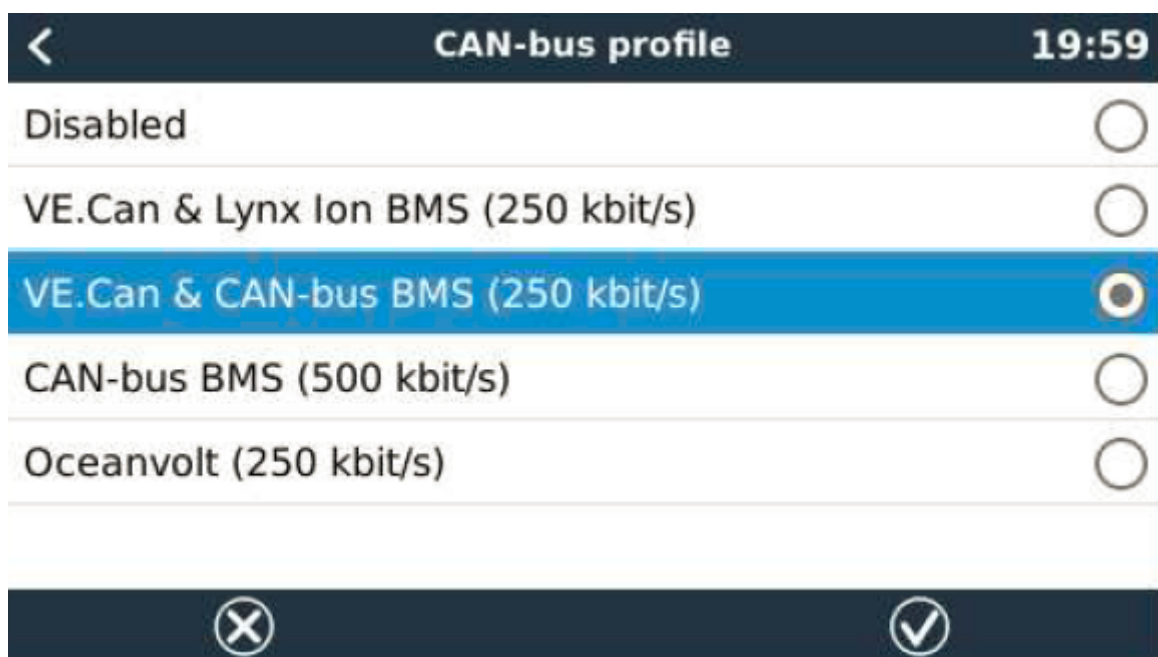 CAN-bus profile 19:59
Disabled
VE.Can & Lynx Ion BMS (250 kbit/s)
VE.Can & CAN-bus BMS (250 kbit/s)
CAN-bus BMS (500 kbit/s)
Oceanvolt (250 kbit/s)